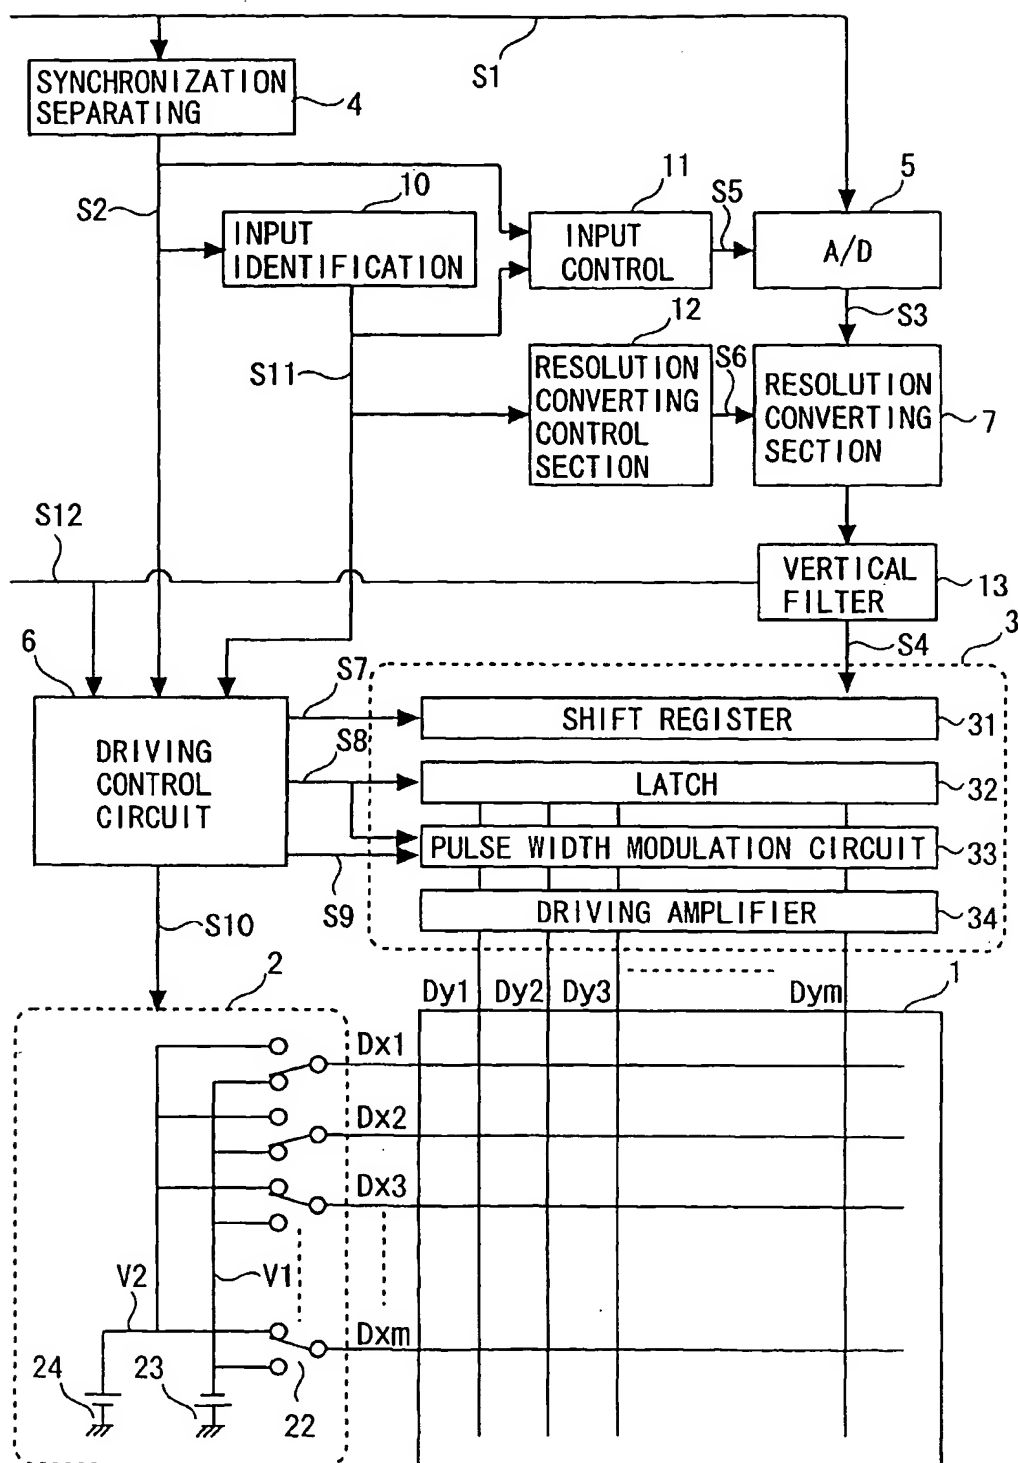 S1
SYNCHRONIZATION
SEPARATING
4
S2
10
INPUT
IDENTIFICATION
11
INPUT
CONTROL
S5
5
A/D
S3
S11
12
RESOLUTION
CONVERTING
CONTROL
SECTION
S6
RESOLUTION
CONVERTING
SECTION
7
S12
VERTICAL
FILTER
13
S4
3
6
DRIVING
CONTROL
CIRCUIT
S7
S8
S9
S10
SHIFT REGISTER
31
LATCH
32
PULSE WIDTH MODULATION CIRCUIT
33
DRIVING AMPLIFIER
34
2
Dy1 Dy2 Dy3 Dym
1
Dx1
Dx2
Dx3
Dxm
V2
V1
24
23
22